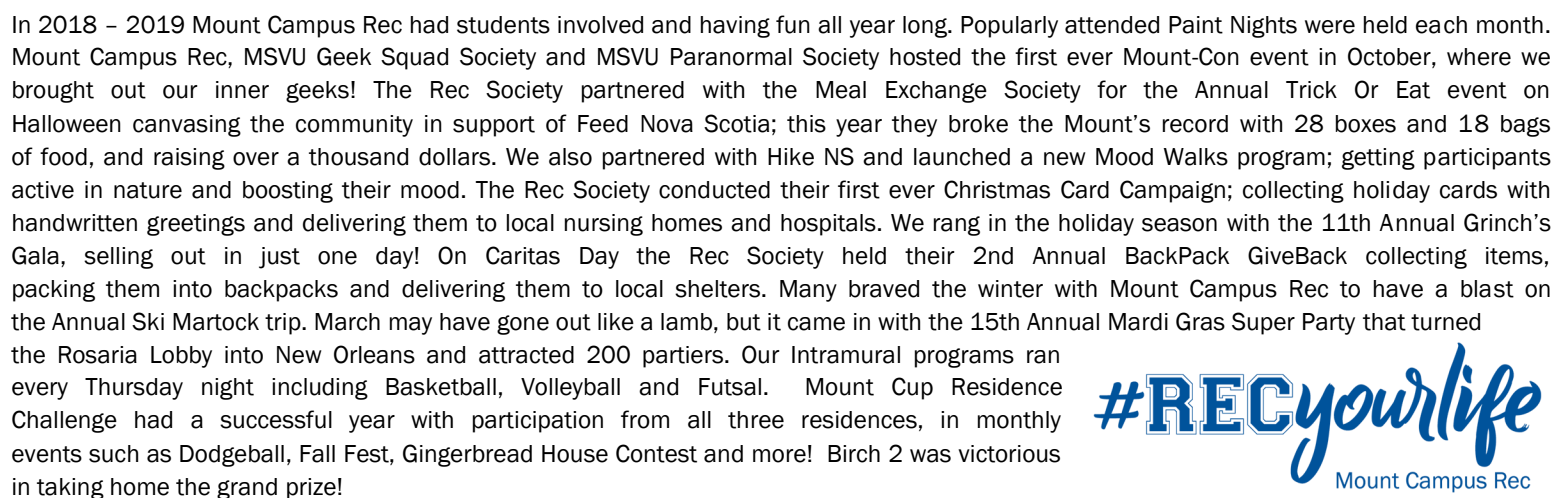 In 2018 – 2019 Mount Campus Rec had students involved and having fun all year long. Popularly attended Paint Nights were held each month.
Mount Campus Rec, MSVU Geek Squad Society and MSVU Paranormal Society hosted the first ever Mount-Con event in October, where we
brought out our inner geeks! The Rec Society partnered with the Meal Exchange Society for the Annual Trick Or Eat event on
Halloween canvasing the community in support of Feed Nova Scotia; this year they broke the Mount’s record with 28 boxes and 18 bags
of food, and raising over a thousand dollars. We also partnered with Hike NS and launched a new Mood Walks program; getting participants
active in nature and boosting their mood. The Rec Society conducted their first ever Christmas Card Campaign; collecting holiday cards with
handwritten greetings and delivering them to local nursing homes and hospitals. We rang in the holiday season with the 11th Annual Grinch’s
Gala, selling out in just one day! On Caritas Day the Rec Society held their 2nd Annual BackPack GiveBack collecting items,
packing them into backpacks and delivering them to local shelters. Many braved the winter with Mount Campus Rec to have a blast on
the Annual Ski Martock trip. March may have gone out like a lamb, but it came in with the 15th Annual Mardi Gras Super Party that turned
the Rosaria Lobby into New Orleans and attracted 200 partiers. Our Intramural programs ran
every Thursday night including Basketball, Volleyball and Futsal. Mount Cup Residence
Challenge had a successful year with participation from all three residences, in monthly
events such as Dodgeball, Fall Fest, Gingerbread House Contest and more! Birch 2 was victorious
in taking home the grand prize!
#RECyourlife
Mount Campus Rec